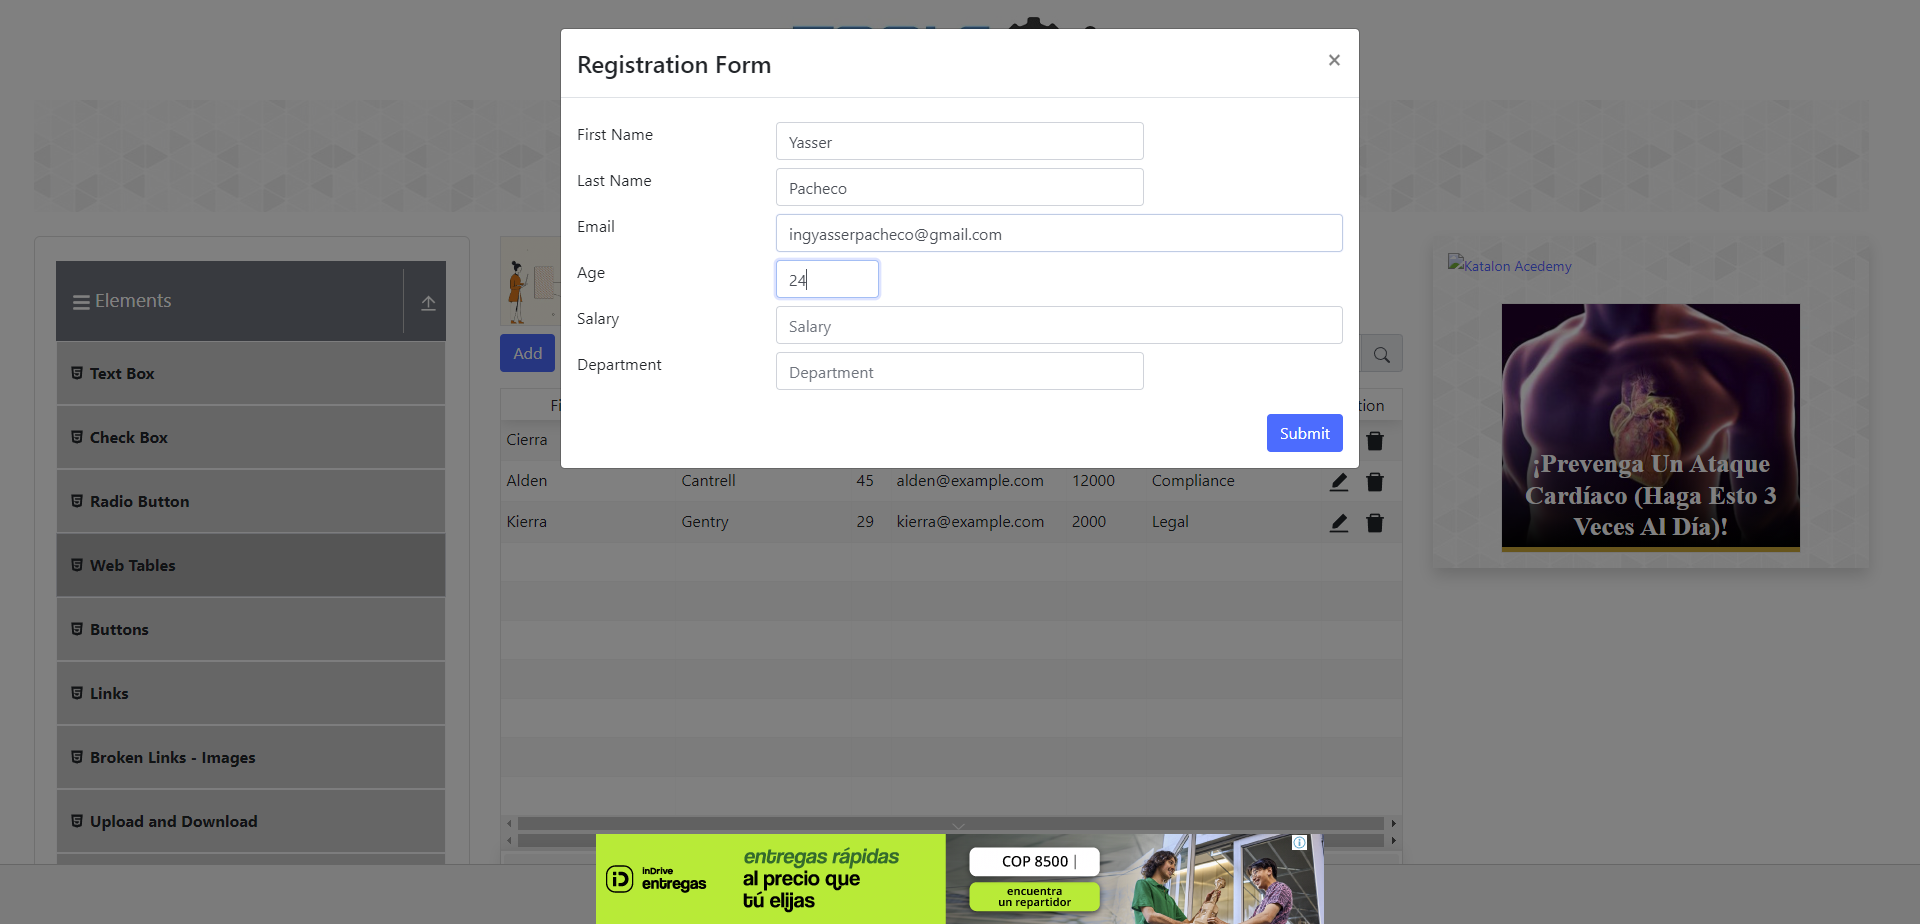 Registration Form
×
First Name
Yasser
Last Name
Pacheco
Email
ingyasserpacheco@gmail.com
Age
24
Salary
Salary
Department
Department
Submit
Elements
Text Box
Check Box
Radio Button
Web Tables
Buttons
Links
Broken Links - Images
Upload and Download
Add
Cierra
Alden Cantrell 45 alden@example.com 12000 Compliance
Kierra Gentry 29 kierra@example.com 2000 Legal
Katalon Acedemy
¡Prevenga Un Ataque
Cardíaco (Haga Esto 3
Veces Al Día)!
inDrive
entregas
entregas rápidas
al precio que
tú elijas
COP 8500 |
encuentra
un repartidor